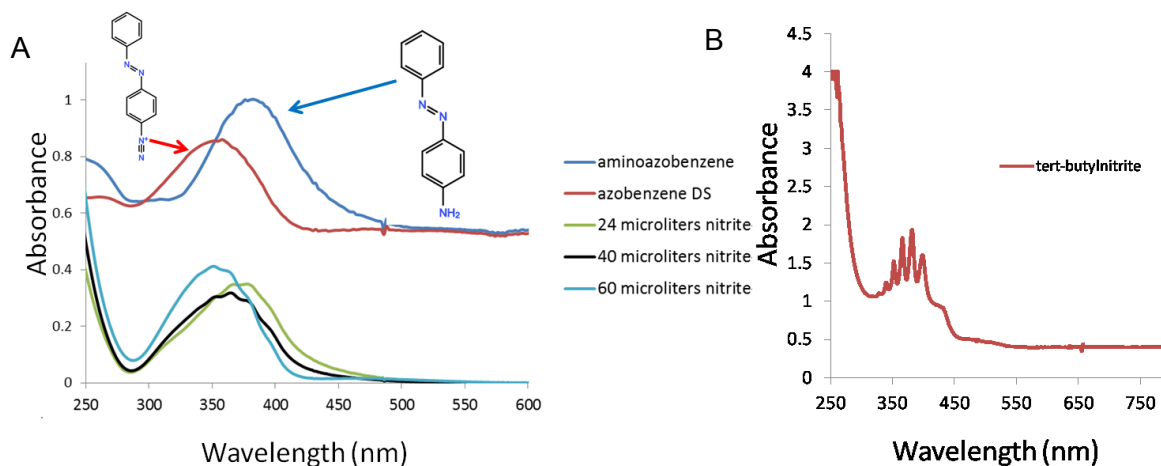 A
B
N
N
N+
N
N
N
NH2
Absorbance
1
0.8
0.6
0.4
0.2
0
250 300 350 400 450 500 550 600
Wavelength (nm)
aminoazobenzene
azobenzene DS
24 microliters nitrite
40 microliters nitrite
60 microliters nitrite
Absorbance
4.5
4
3.5
3
2.5
2
1.5
1
0.5
0
250 350 450 550 650 750
Wavelength (nm)
tert-butylnitrite